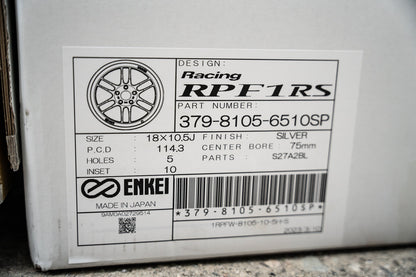 DESIGN:
Racing
RPF1RS
PART NUMBER:
379-8105-6510SP
SIZE : 18×10.5J FINISH: SILVER
P.C.D : 114.3 CENTER BORE : 75mm
HOLES : 5 PARTS : S27A2BL
INSET : 10
ENKEI
MADE IN JAPAN
*379-8105-6510SP*
1RPFW-8105-10-5H-S